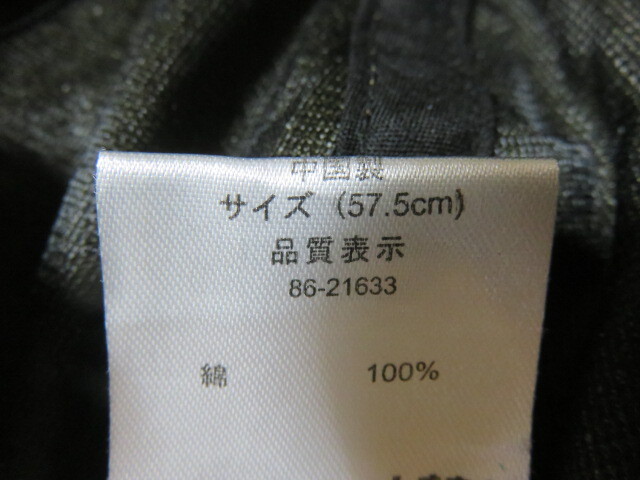 中国製
サイズ (57.5cm)
品質表示
86-21633
綿 100%